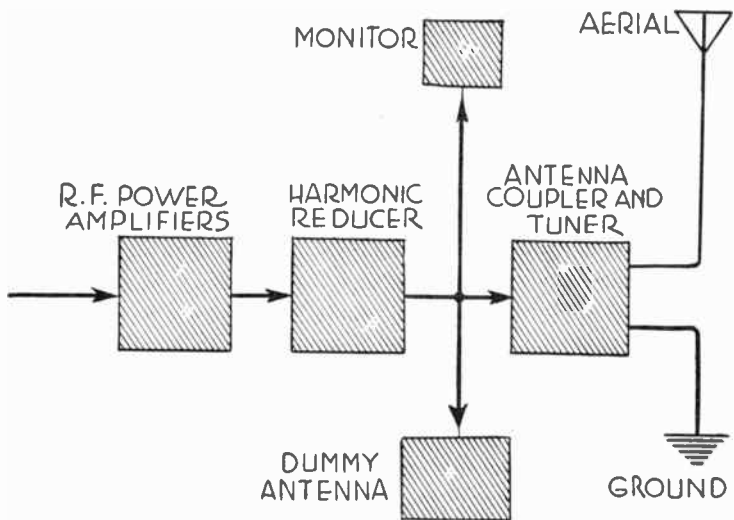 MONITOR
AERIAL
R.F. POWER
AMPLIFIERS
HARMONIC
REDUCER
ANTENNA
COUPLER AND
TUNER
DUMMY
ANTENNA
GROUND